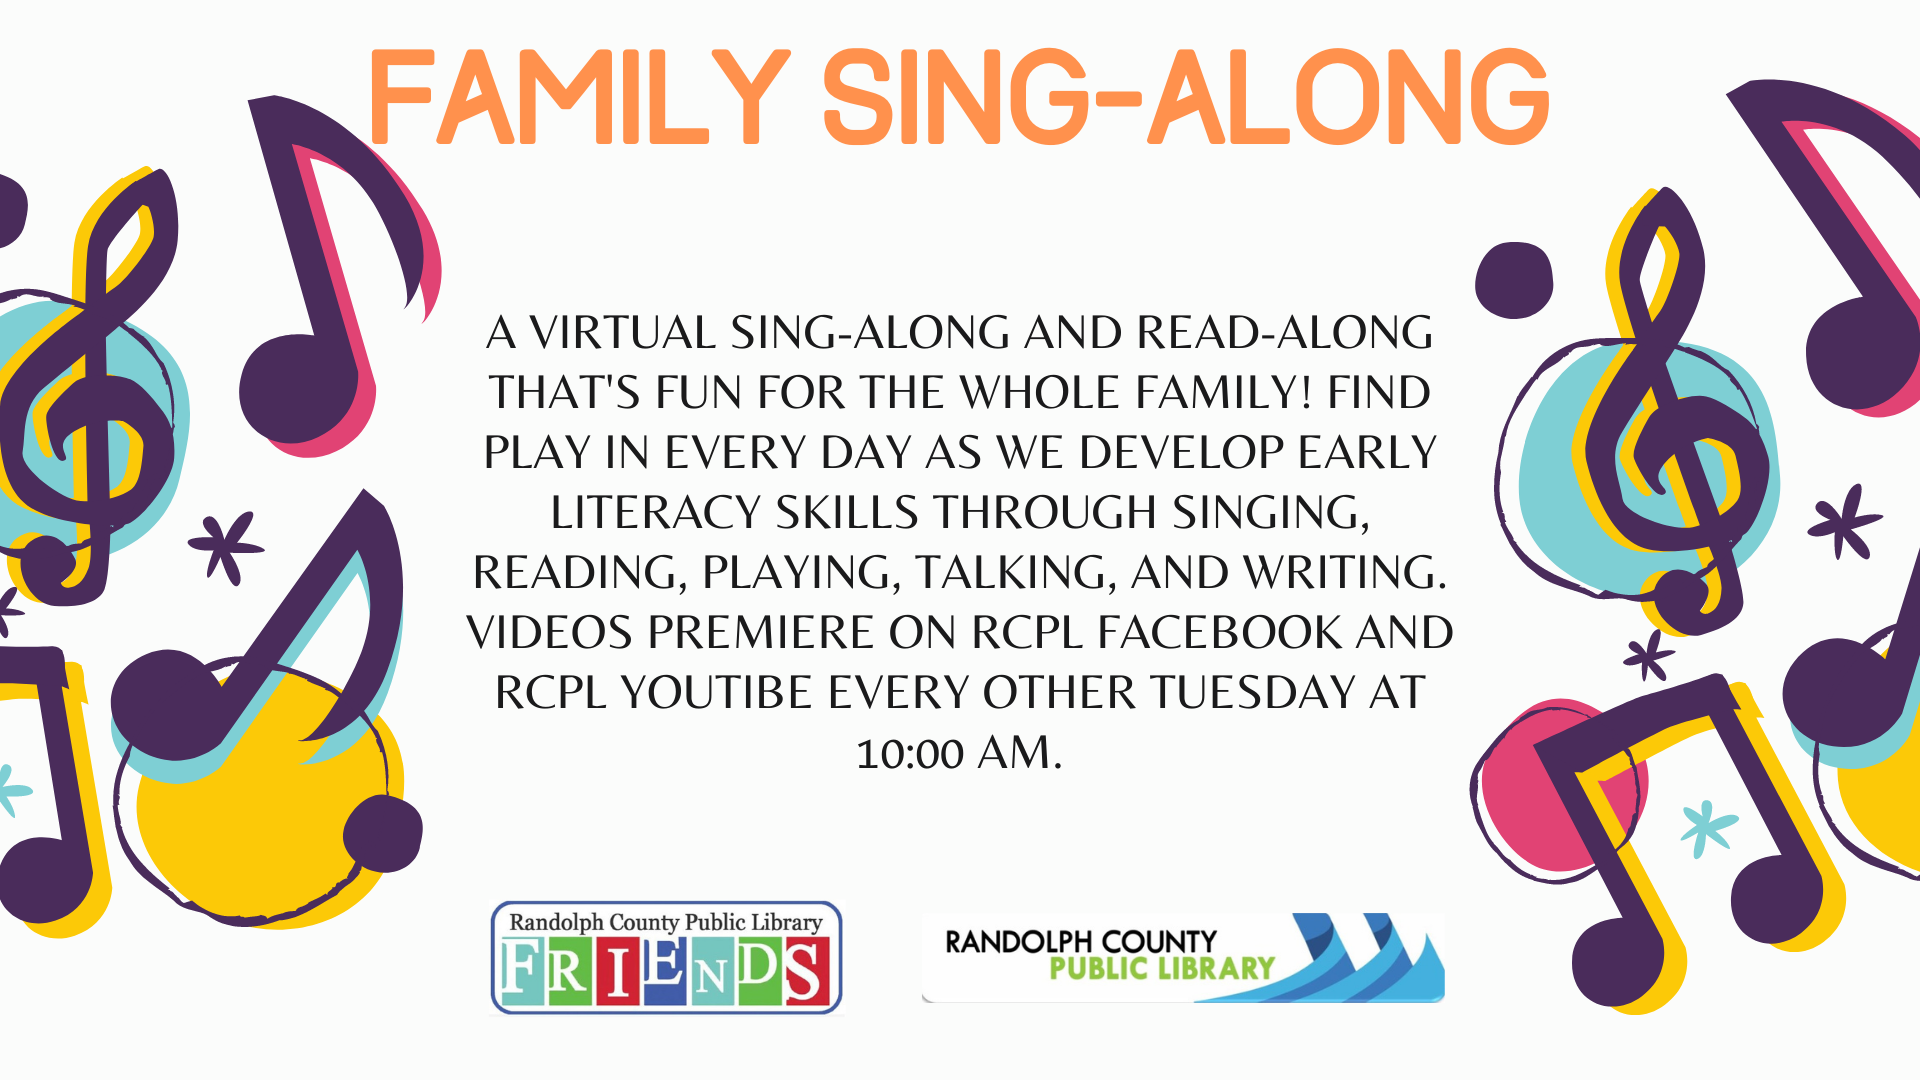 FAMILY SING-ALONG
A VIRTUAL SING-ALONG AND READ-ALONG
THAT'S FUN FOR THE WHOLE FAMILY! FIND
PLAY IN EVERY DAY AS WE DEVELOP EARLY
LITERACY SKILLS THROUGH SINGING,
READING, PLAYING, TALKING, AND WRITING.
VIDEOS PREMIERE ON RCPL FACEBOOK AND
RCPL YOUTIBE EVERY OTHER TUESDAY AT
10:00 AM.
Randolph County Public Library
FRIENDS
RANDOLPH COUNTY
PUBLIC LIBRARY